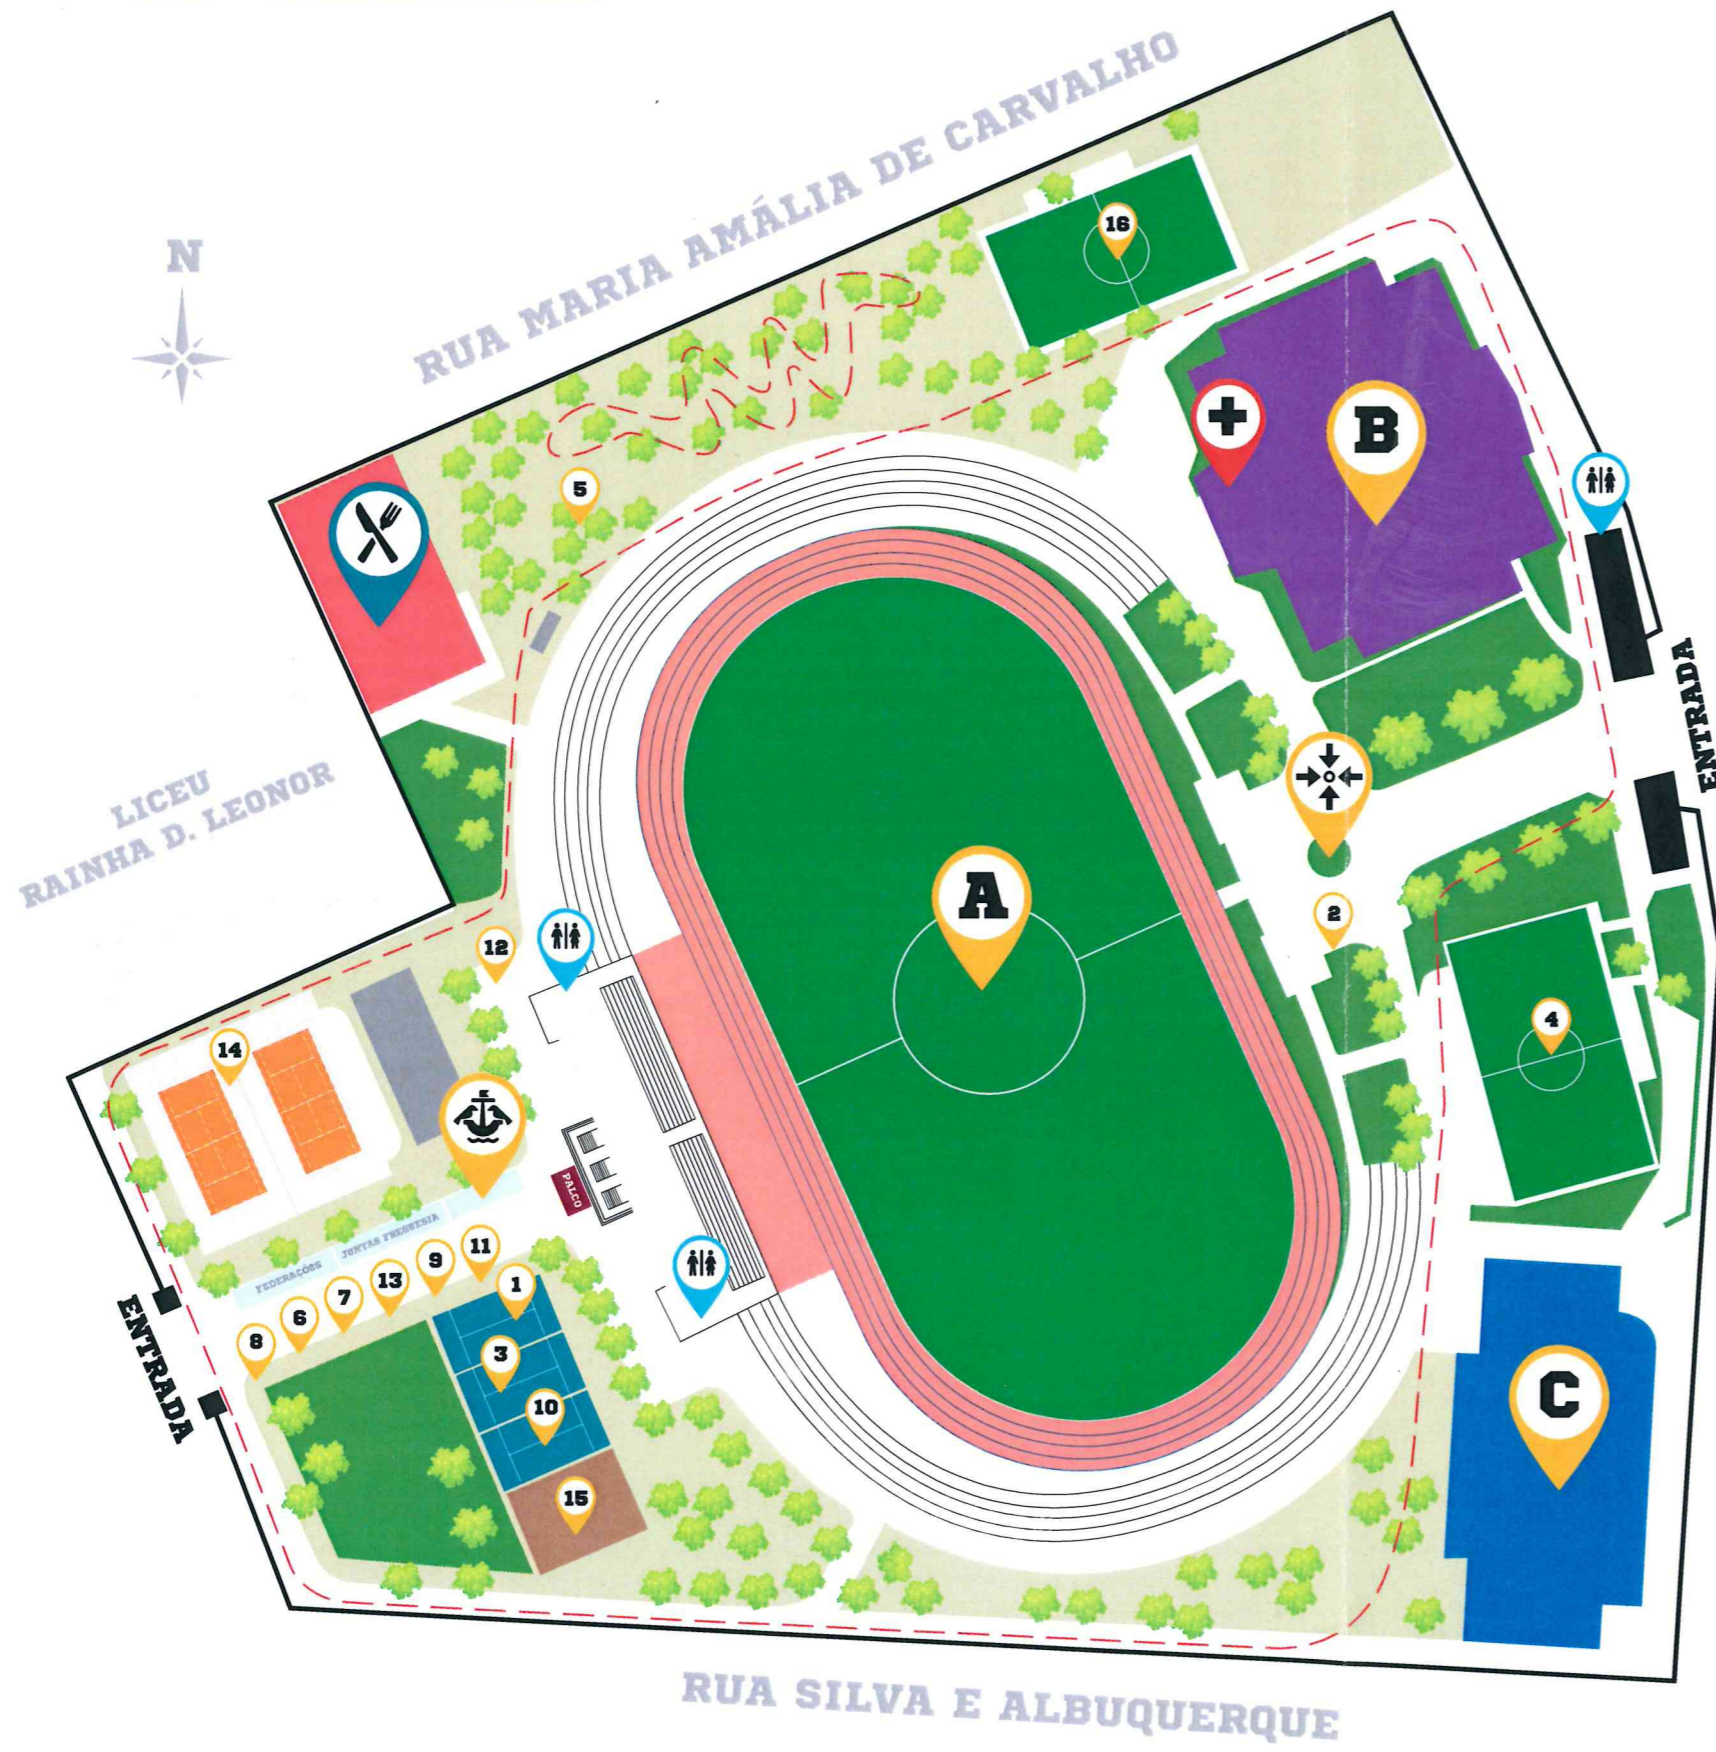 RUA MARIA AMÁLIA DE CARVALHO
N
16
B
5
ENTRADA
LICEU
RAINHA D. LEONOR
A
2
12
4
14
PALCO
JUNTAS FREGUESIA
FEDERAÇÕES
11
9
13
7
6
8
1
3
10
15
ENTRADA
C
RUA SILVA E ALBUQUERQUE